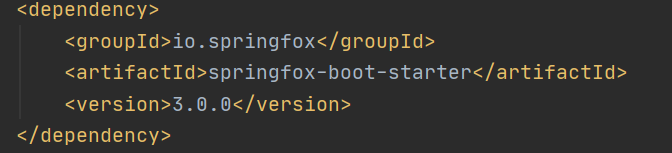 <dependency>
<groupId>io.springfox</groupId>
<artifactId>springfox-boot-starter</artifactId>
<version>3.0.0</version>
</dependency>